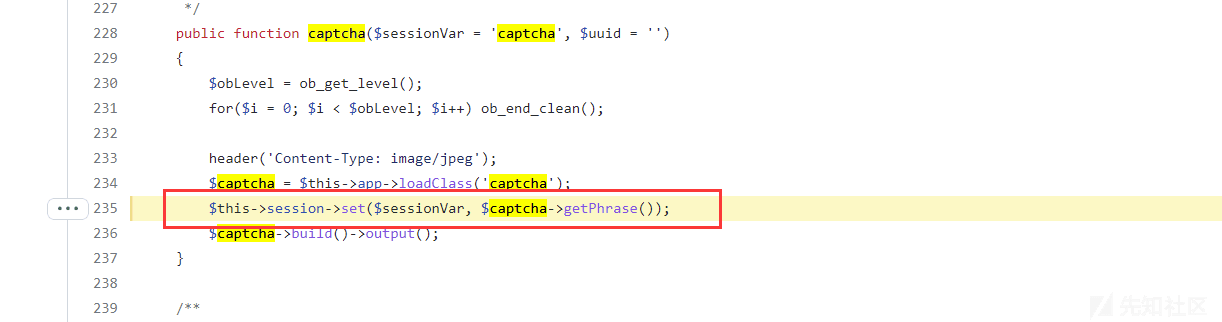 227 */
228 public function captcha($sessionVar = 'captcha', $uuid = '')
229 {
230 $obLevel = ob_get_level();
231 for($i = 0; $i < $obLevel; $i++) ob_end_clean();
232
233 header('Content-Type: image/jpeg');
234 $captcha = $this->app->loadClass('captcha');
235 $this->session->set($sessionVar, $captcha->getPhrase());
236 $captcha->build()->output();
237 }
238
239 /**
先知社区